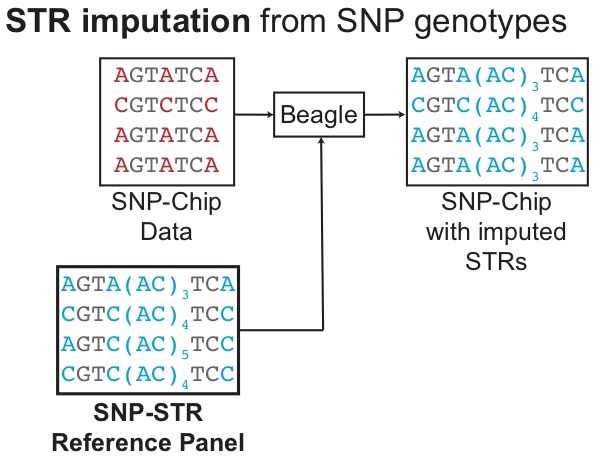 STR imputation from SNP genotypes
AGTATCA
CGTCTCC
AGTATCA
AGTATCA
SNP-Chip
Data
Beagle
AGTA(AC)₃TCA
CGTC(AC)₄TCC
AGTA(AC)₃TCA
AGTA(AC)₃TCA
SNP-Chip
with imputed
STRs
AGTA(AC)₃TCA
CGTC(AC)₄TCC
AGTC(AC)₅TCC
CGTC(AC)₄TCC
SNP-STR
Reference Panel